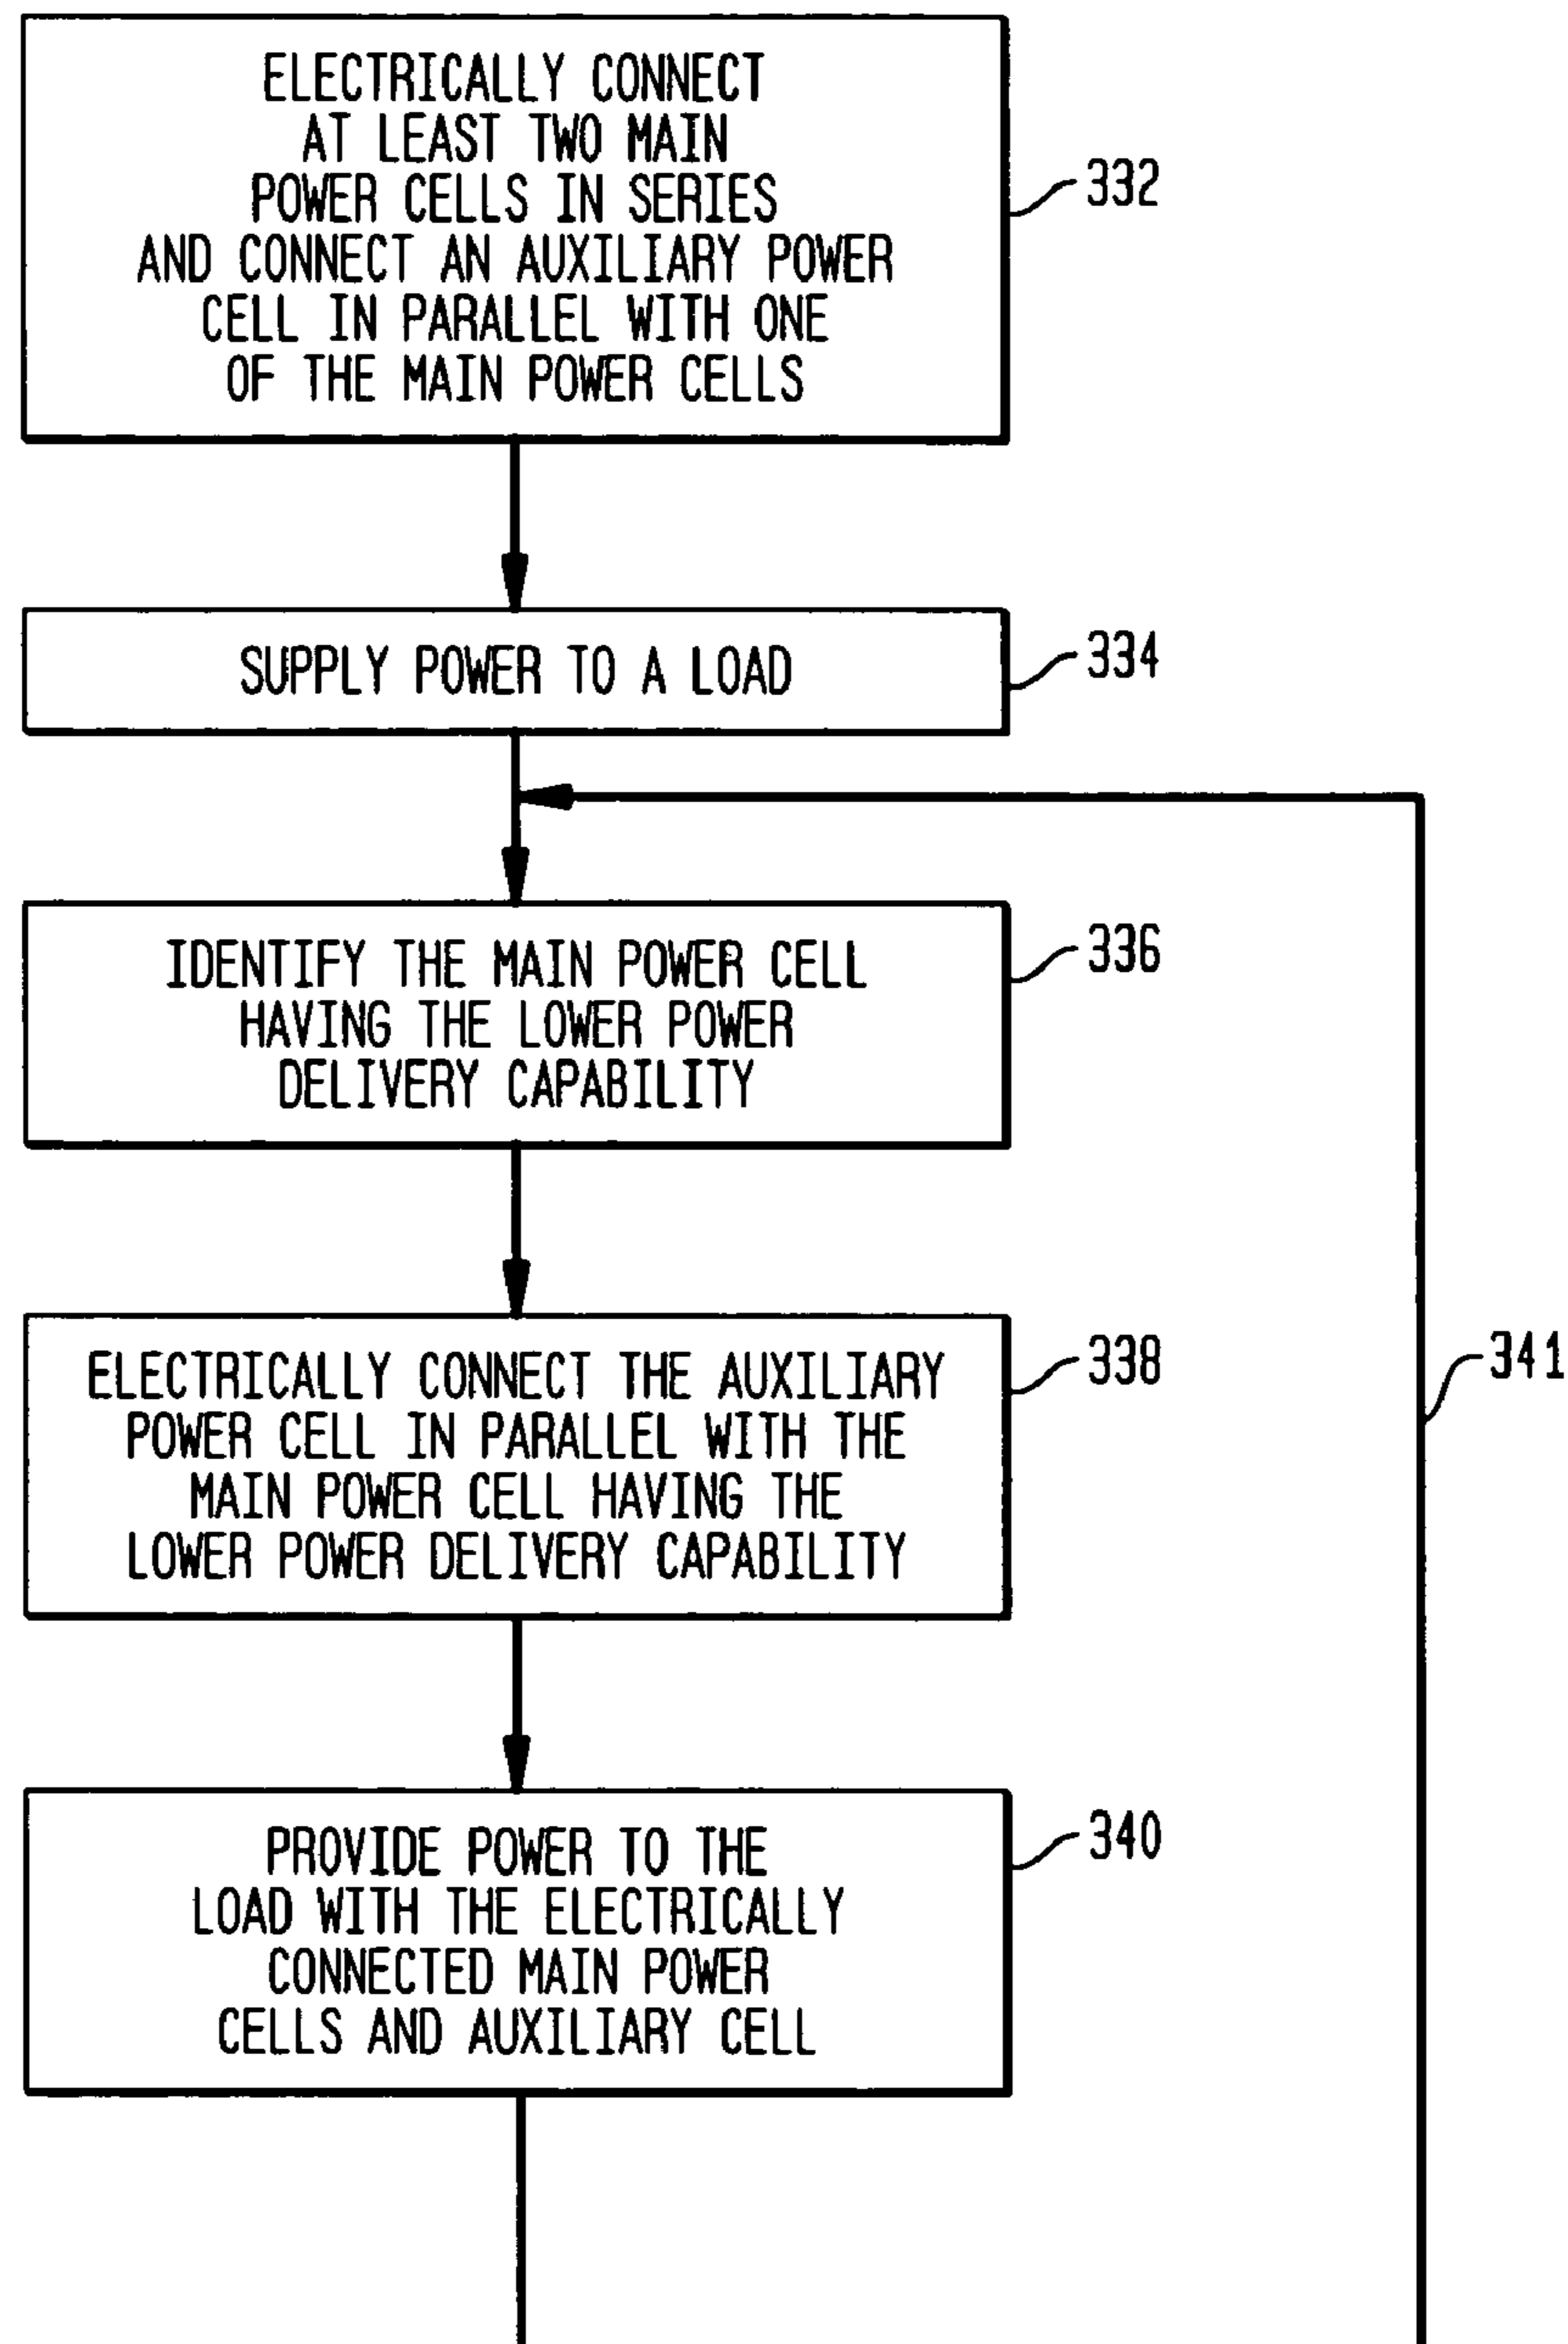 ELECTRICALLY CONNECT
AT LEAST TWO MAIN
POWER CELLS IN SERIES
AND CONNECT AN AUXILIARY POWER
CELL IN PARALLEL WITH ONE
OF THE MAIN POWER CELLS
332
SUPPLY POWER TO A LOAD
334
IDENTIFY THE MAIN POWER CELL
HAVING THE LOWER POWER
DELIVERY CAPABILITY
336
ELECTRICALLY CONNECT THE AUXILIARY
POWER CELL IN PARALLEL WITH THE
MAIN POWER CELL HAVING THE
LOWER POWER DELIVERY CAPABILITY
338
341
PROVIDE POWER TO THE
LOAD WITH THE ELECTRICALLY
CONNECTED MAIN POWER
CELLS AND AUXILIARY CELL
340